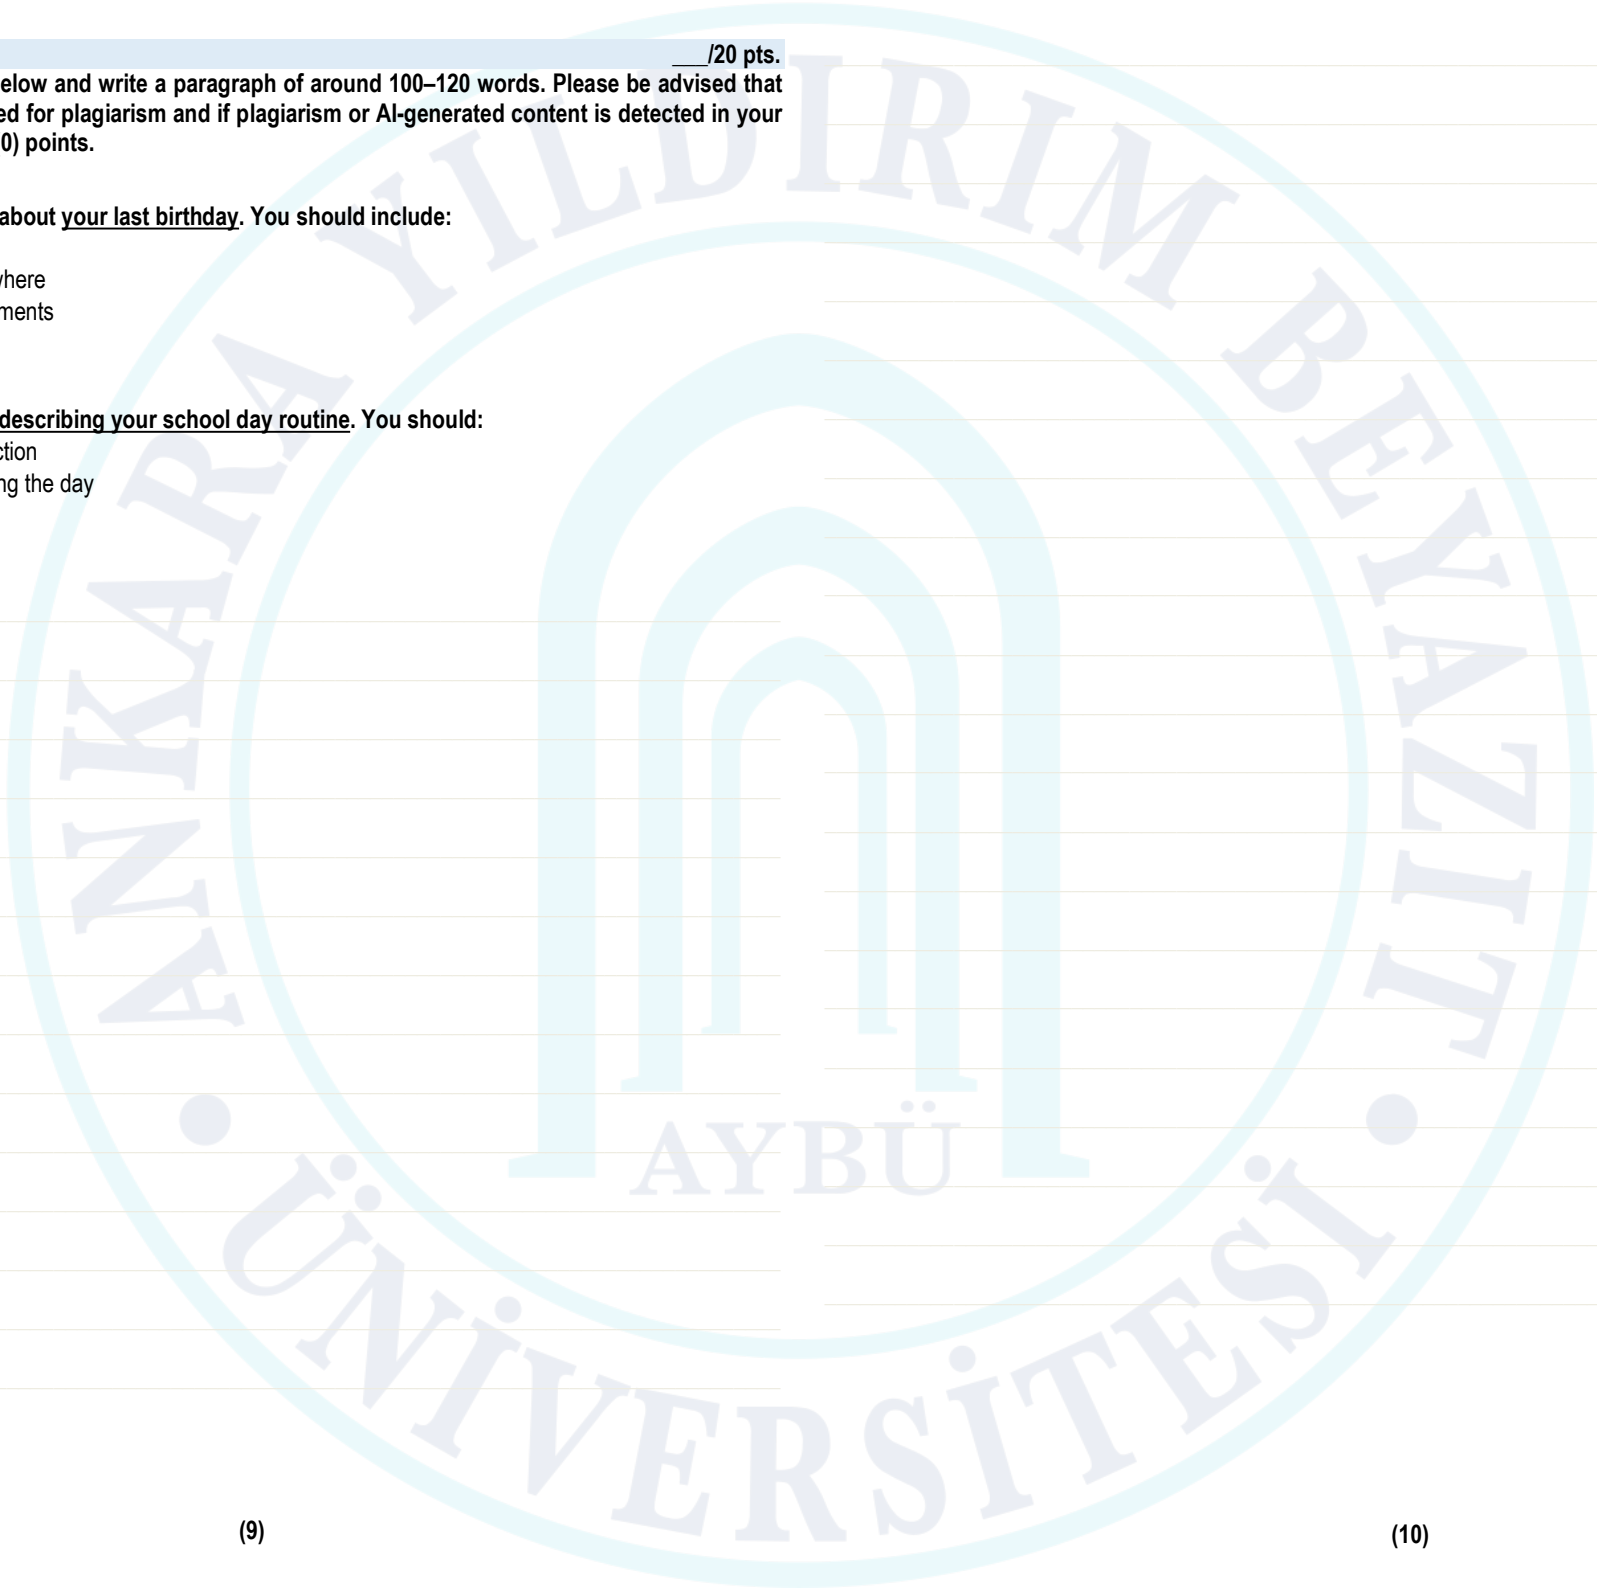 ___/20 pts.
elow and write a paragraph of around 100–120 words. Please be advised that
ed for plagiarism and if plagiarism or AI-generated content is detected in your
0) points.
about your last birthday. You should include:
where
ments
describing your school day routine. You should:
ction
ng the day
ANKARA YILDIRIM BEYAZIT
ÜNİVERSİTESİ
AYBÜ
(9)
(10)